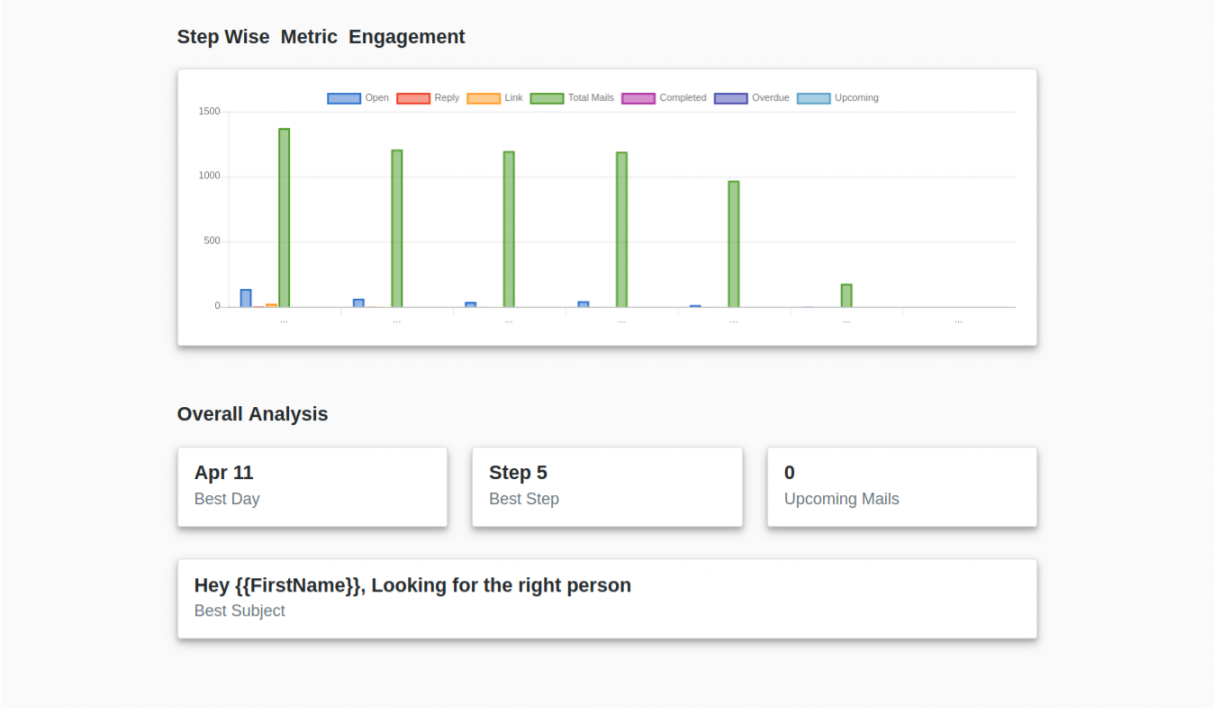 Step Wise Metric Engagement
Open Reply Link Total Mails Completed Overdue Upcoming
1500
1000
500
0
... ... ... ... ... ... ...
Overall Analysis
Apr 11
Best Day
Step 5
Best Step
0
Upcoming Mails
Hey {{FirstName}}, Looking for the right person
Best Subject